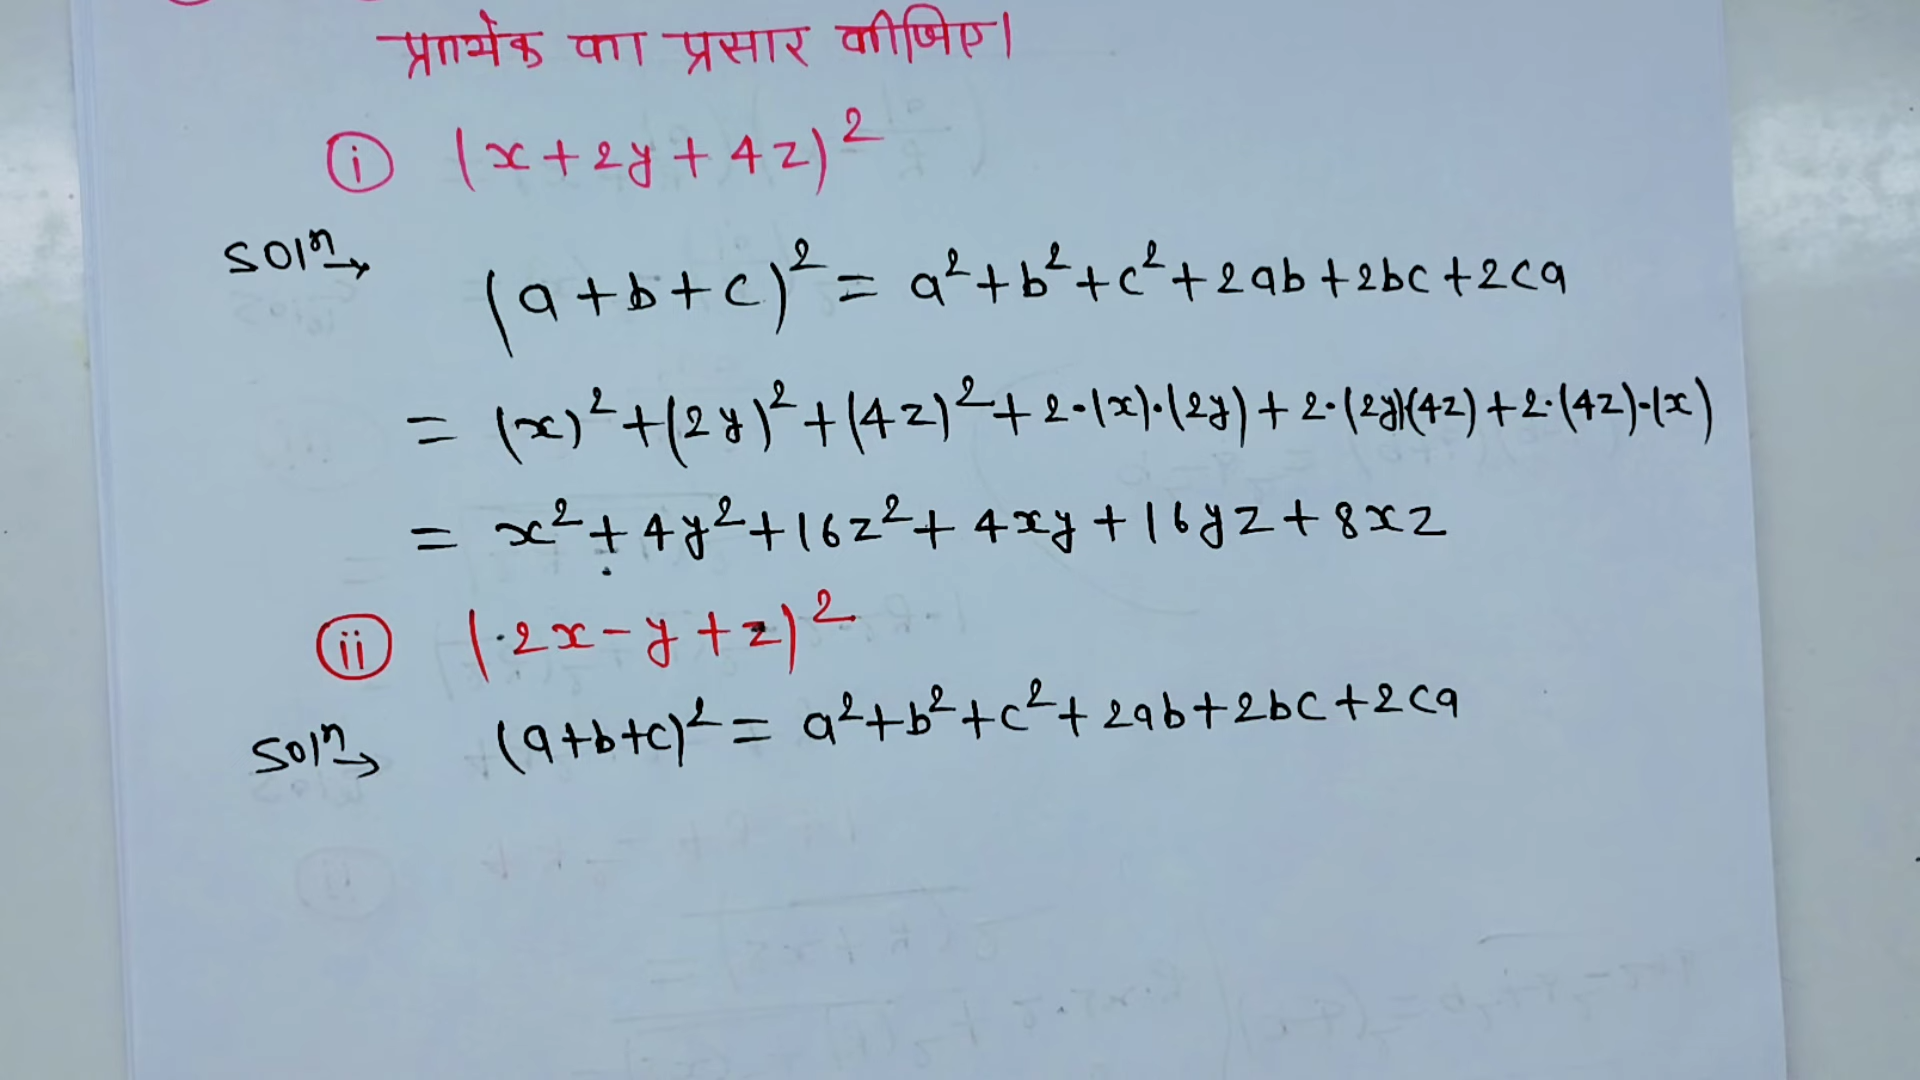 प्रत्येक का प्रसार कीजिए।
(i) (x+2y+4z)²
Solⁿ→ (a+b+c)² = a²+b²+c²+2ab+2bc+2ca
= (x)²+(2y)²+(4z)²+2·(x)·(2y)+2·(2y)(4z)+2·(4z)·(x)
= x²+4y²+16z²+4xy+16yz+8xz
(ii) (2x-y+z)²
Solⁿ→ (a+b+c)² = a²+b²+c²+2ab+2bc+2ca